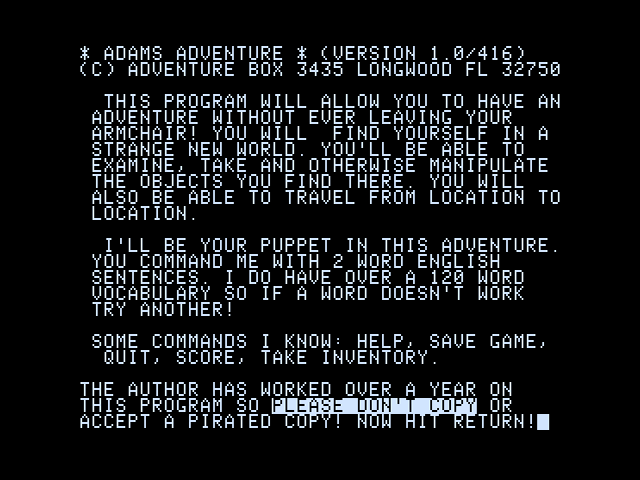 * ADAMS ADVENTURE * (VERSION 1.0/416)
(C) ADVENTURE BOX 3435 LONGWOOD FL 32750
THIS PROGRAM WILL ALLOW YOU TO HAVE AN
ADVENTURE WITHOUT EVER LEAVING YOUR
ARMCHAIR! YOU WILL  FIND YOURSELF IN A
STRANGE NEW WORLD. YOU'LL BE ABLE TO
EXAMINE, TAKE AND OTHERWISE MANIPULATE
THE OBJECTS YOU FIND THERE. YOU WILL
ALSO BE ABLE TO TRAVEL FROM LOCATION TO
LOCATION.
I'LL BE YOUR PUPPET IN THIS ADVENTURE.
YOU COMMAND ME WITH 2 WORD ENGLISH
SENTENCES. I DO HAVE OVER A 120 WORD
VOCABULARY SO IF A WORD DOESN'T WORK
TRY ANOTHER!
SOME COMMANDS I KNOW: HELP, SAVE GAME,
QUIT, SCORE, TAKE INVENTORY.
THE AUTHOR HAS WORKED OVER A YEAR ON
THIS PROGRAM SO PLEASE DON'T COPY OR
ACCEPT A PIRATED COPY! NOW HIT RETURN!